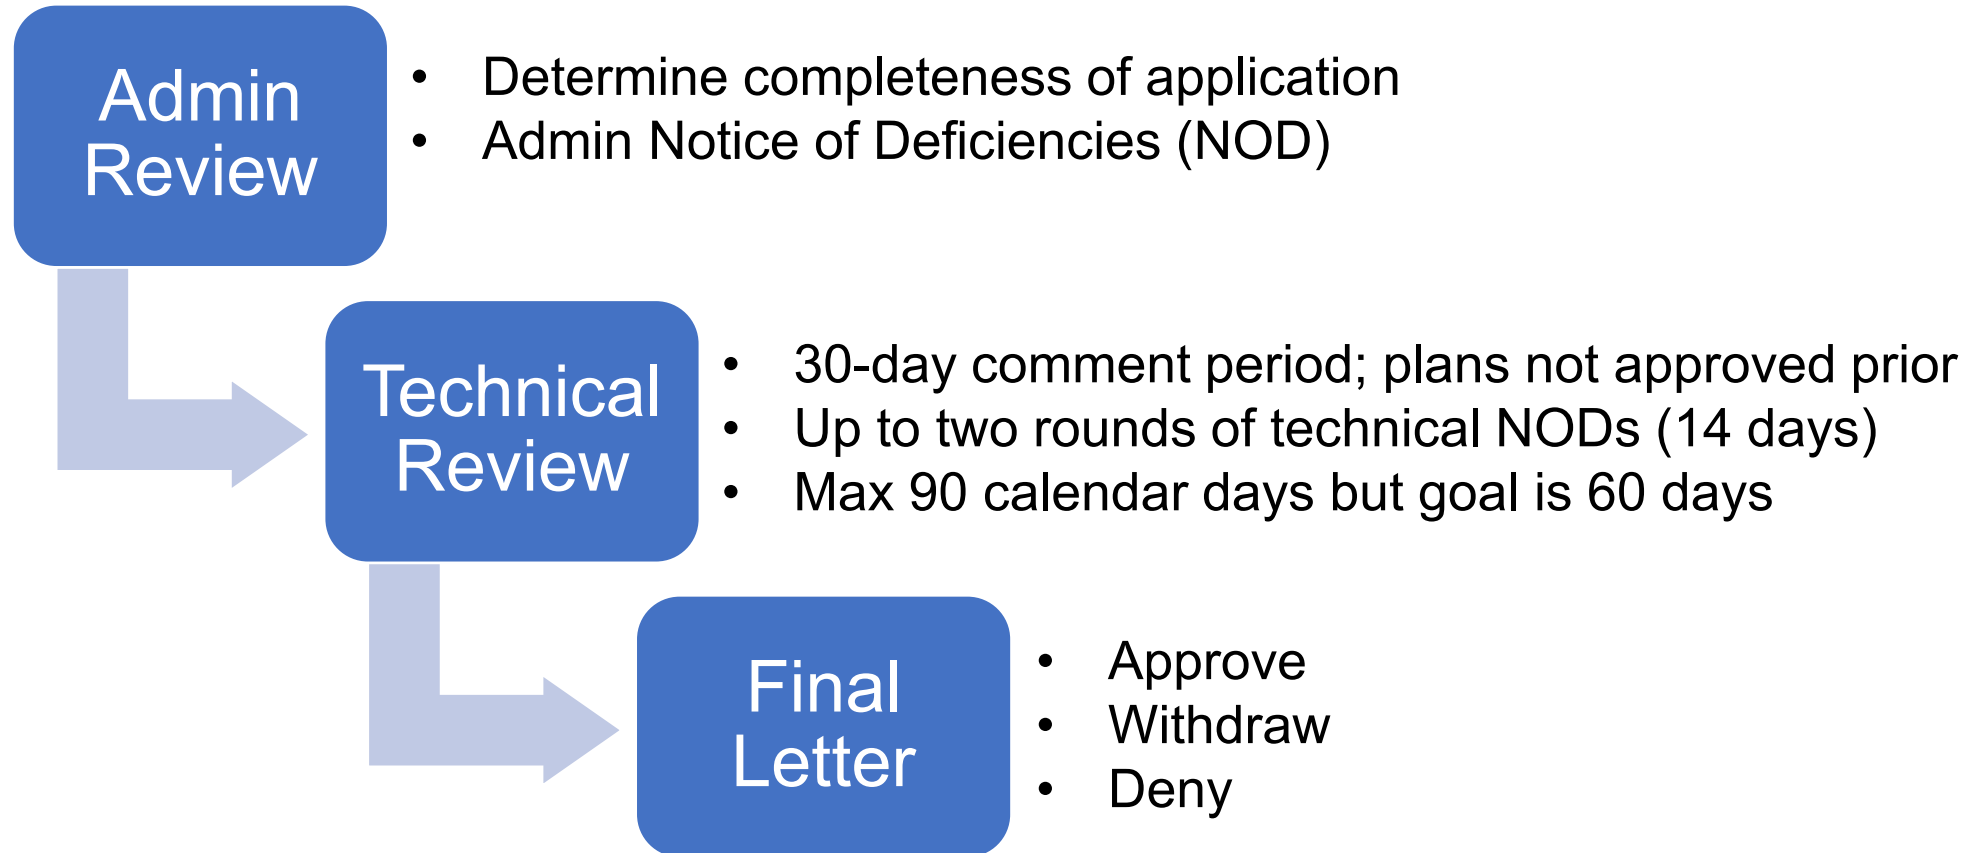 Admin
Review
• Determine completeness of application
• Admin Notice of Deficiencies (NOD)
Technical
Review
• 30-day comment period; plans not approved prior
• Up to two rounds of technical NODs (14 days)
• Max 90 calendar days but goal is 60 days
Final
Letter
• Approve
• Withdraw
• Deny